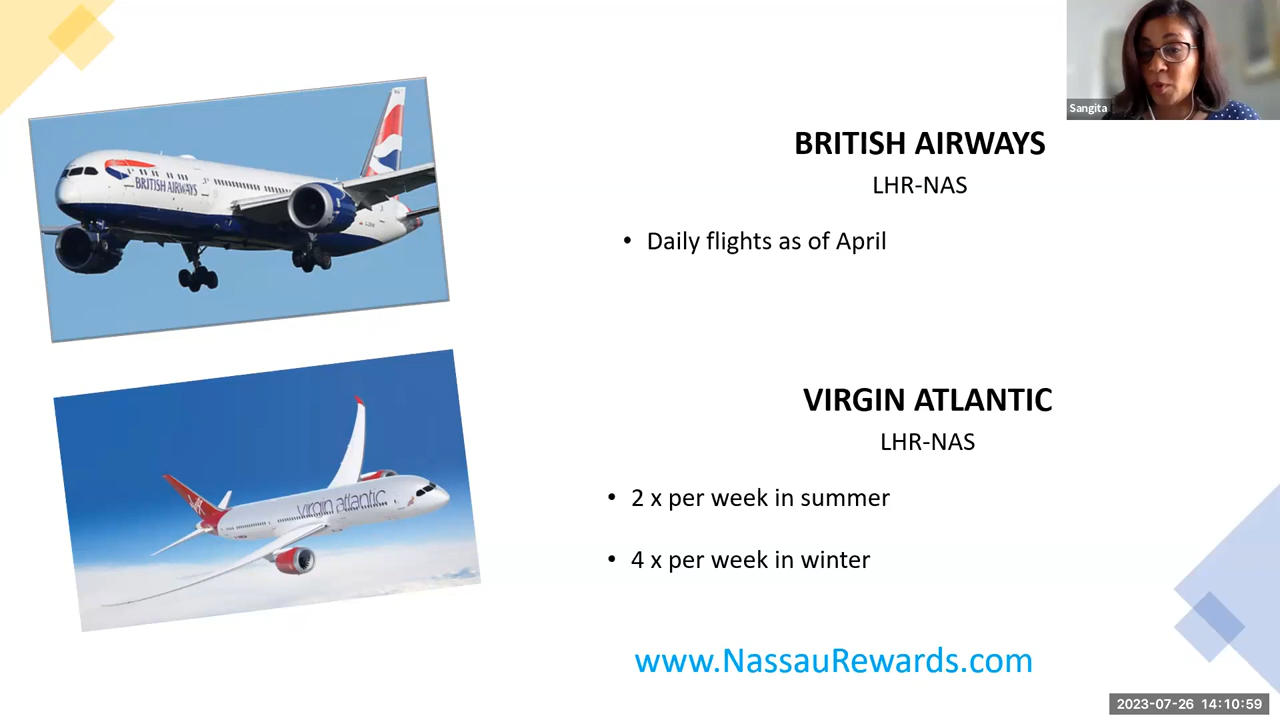 Sangita
BRITISH AIRWAYS
BRITISH AIRWAYS
LHR-NAS
• Daily flights as of April
virgin atlantic
VIRGIN ATLANTIC
LHR-NAS
• 2 x per week in summer
• 4 x per week in winter
www.NassauRewards.com
2023-07-26 14:10:59